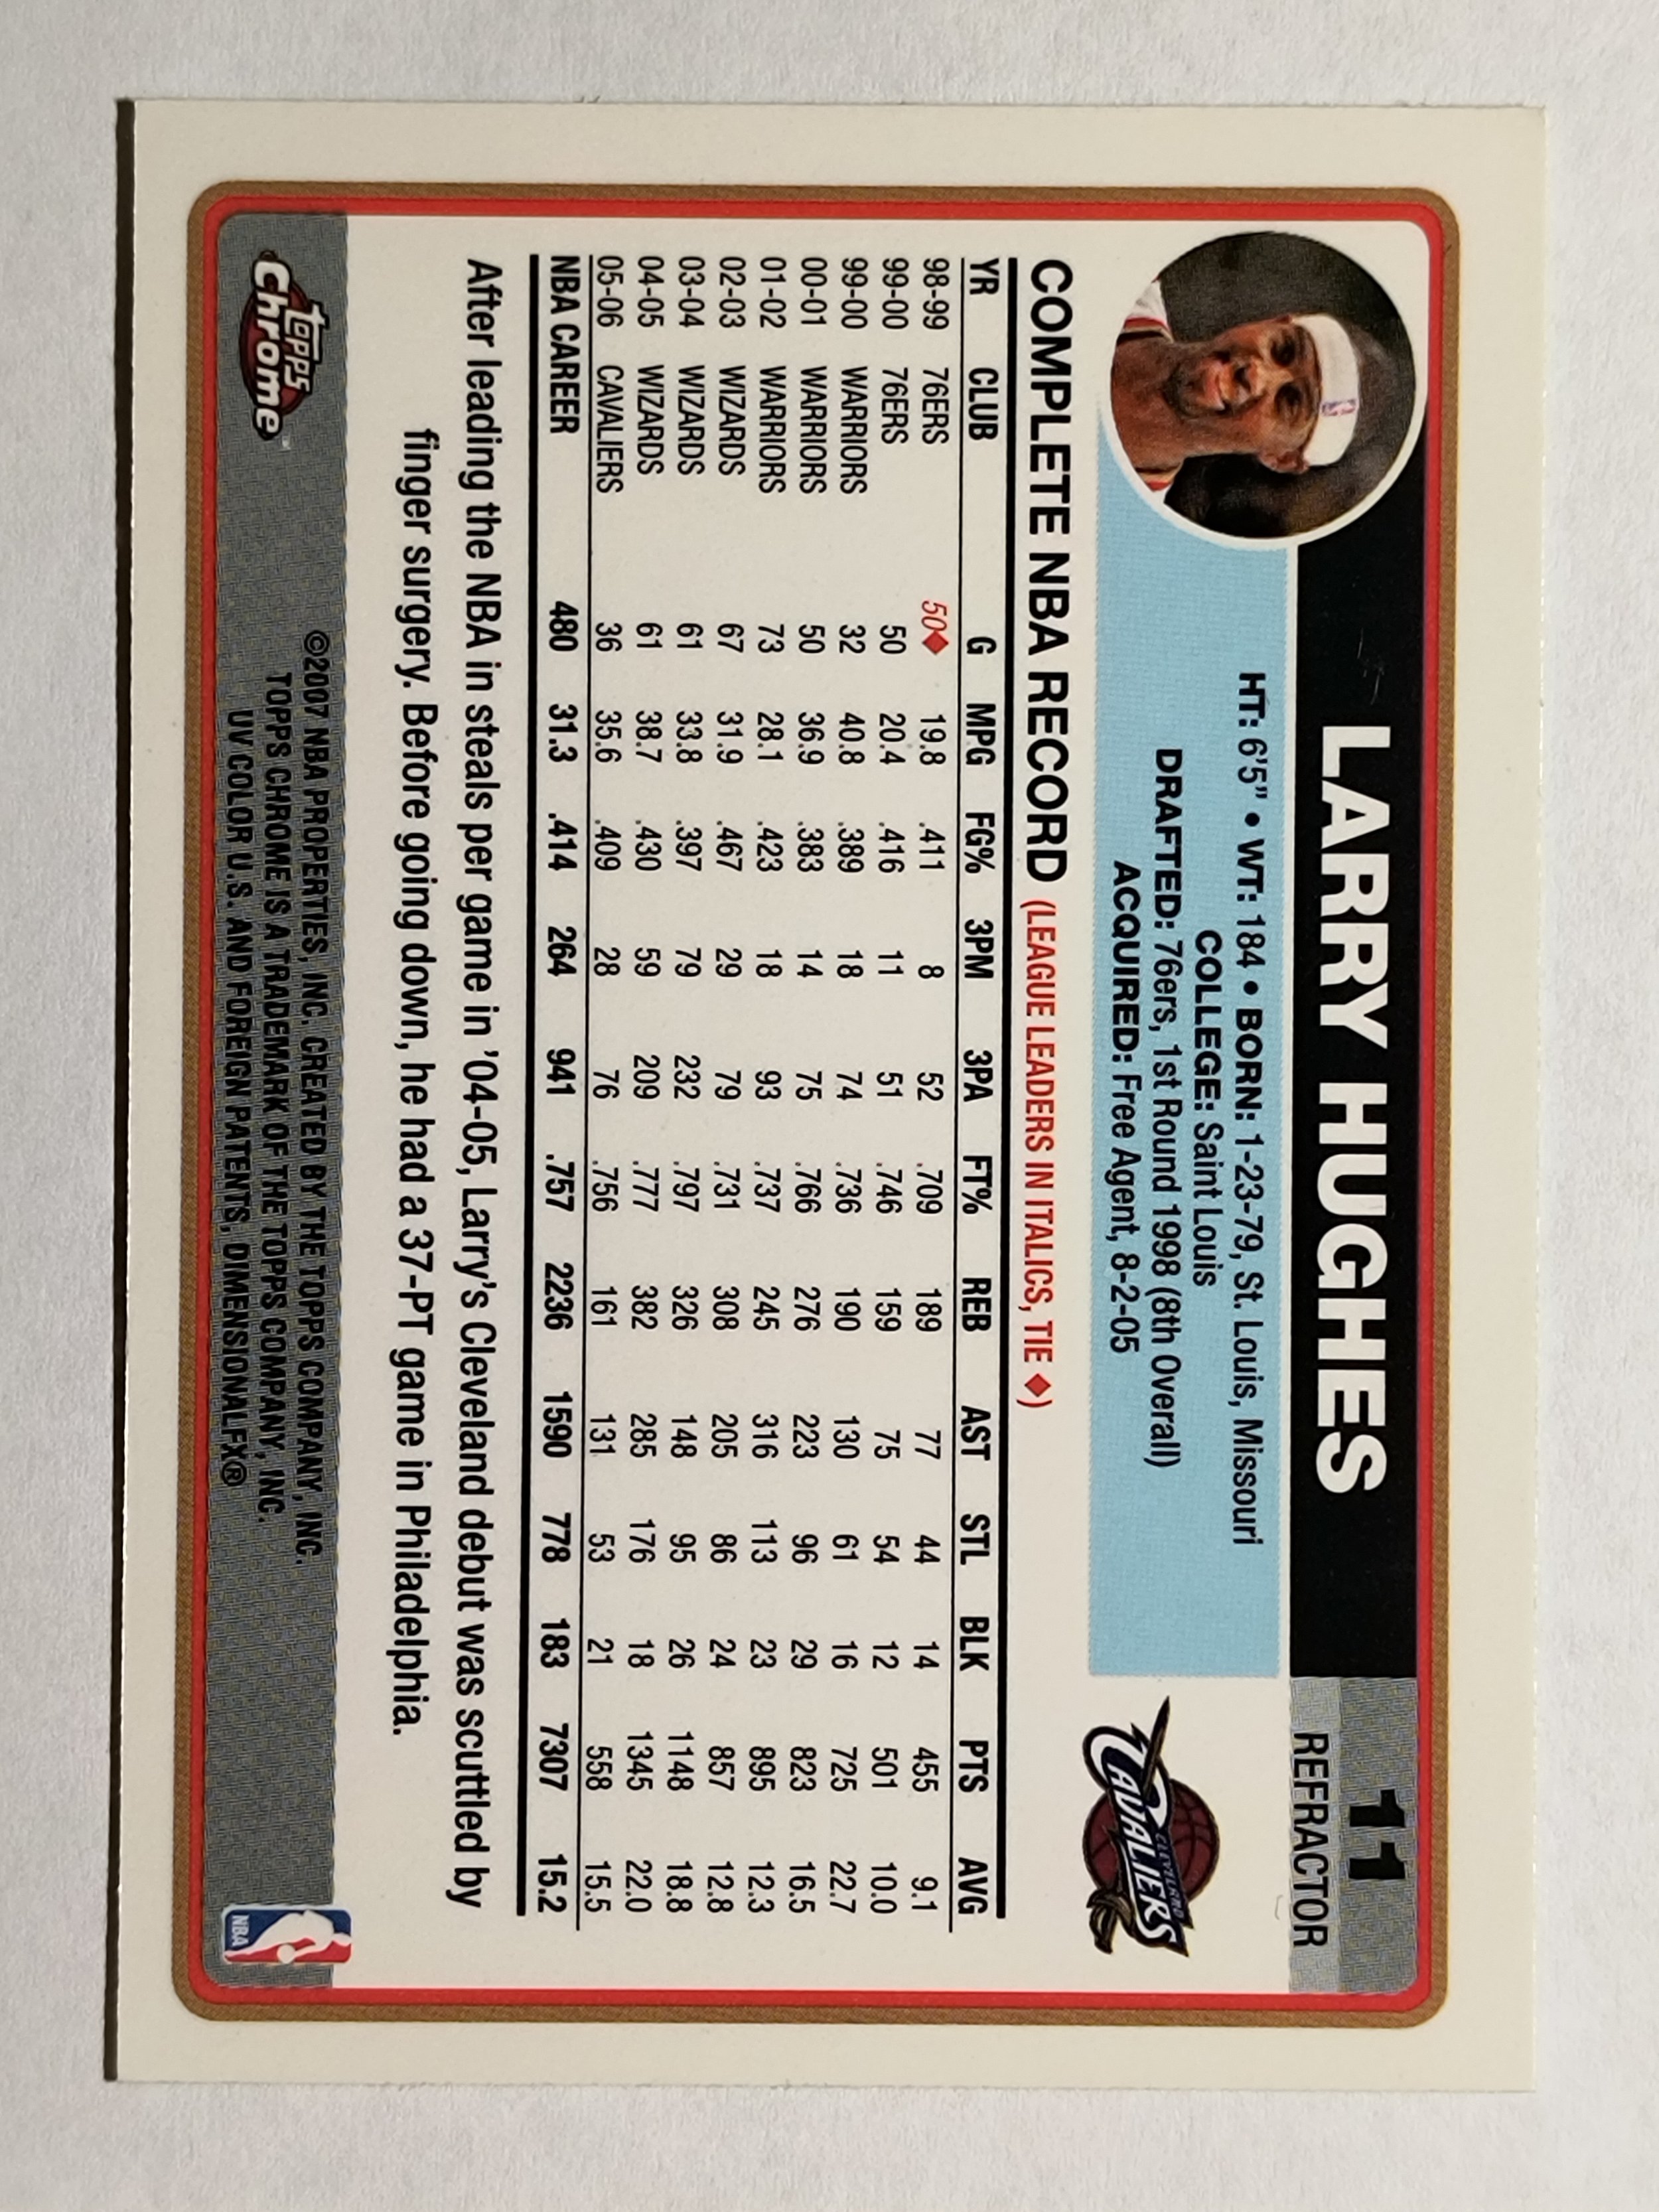 LARRY HUGHES
11
REFRACTOR
HT: 6'5" • WT: 184 • BORN: 1-23-79, St. Louis, Missouri
COLLEGE: Saint Louis
DRAFTED: 76ers, 1st Round 1998 (8th Overall)
ACQUIRED: Free Agent, 8-2-05
CLEVELAND
CAVALIERS
COMPLETE NBA RECORD (LEAGUE LEADERS IN ITALICS, TIE ◆)
YR CLUB G MPG FG% 3PM 3PA FT% REB AST STL BLK PTS AVG
98-99 76ERS 50◆ 19.8 .411 8 52 .709 189 77 44 14 455 9.1
99-00 76ERS 50 20.4 .416 11 51 .746 159 75 54 12 501 10.0
99-00 WARRIORS 32 40.8 .389 18 74 .736 190 130 61 16 725 22.7
00-01 WARRIORS 50 36.9 .383 14 75 .766 276 223 96 29 823 16.5
01-02 WARRIORS 73 28.1 .423 18 93 .737 245 316 113 23 895 12.3
02-03 WIZARDS 67 31.9 .467 29 79 .731 308 205 86 24 857 12.8
03-04 WIZARDS 61 33.8 .397 79 232 .797 326 148 95 26 1148 18.8
04-05 WIZARDS 61 38.7 .430 59 209 .777 382 285 176 18 1345 22.0
05-06 CAVALIERS 36 35.6 .409 28 76 .756 161 131 53 21 558 15.5
NBA CAREER 480 31.3 .414 264 941 .757 2236 1590 778 183 7307 15.2
After leading the NBA in steals per game in '04-05, Larry's Cleveland debut was scuttled by
finger surgery. Before going down, he had a 37-PT game in Philadelphia.
Topps
Chrome™
©2007 NBA PROPERTIES, INC. CREATED BY THE TOPPS COMPANY, INC.
TOPPS CHROME IS A TRADEMARK OF THE TOPPS COMPANY, INC.
UV COLOR U.S. AND FOREIGN PATENTS, DIMENSIONALFX®
NBA